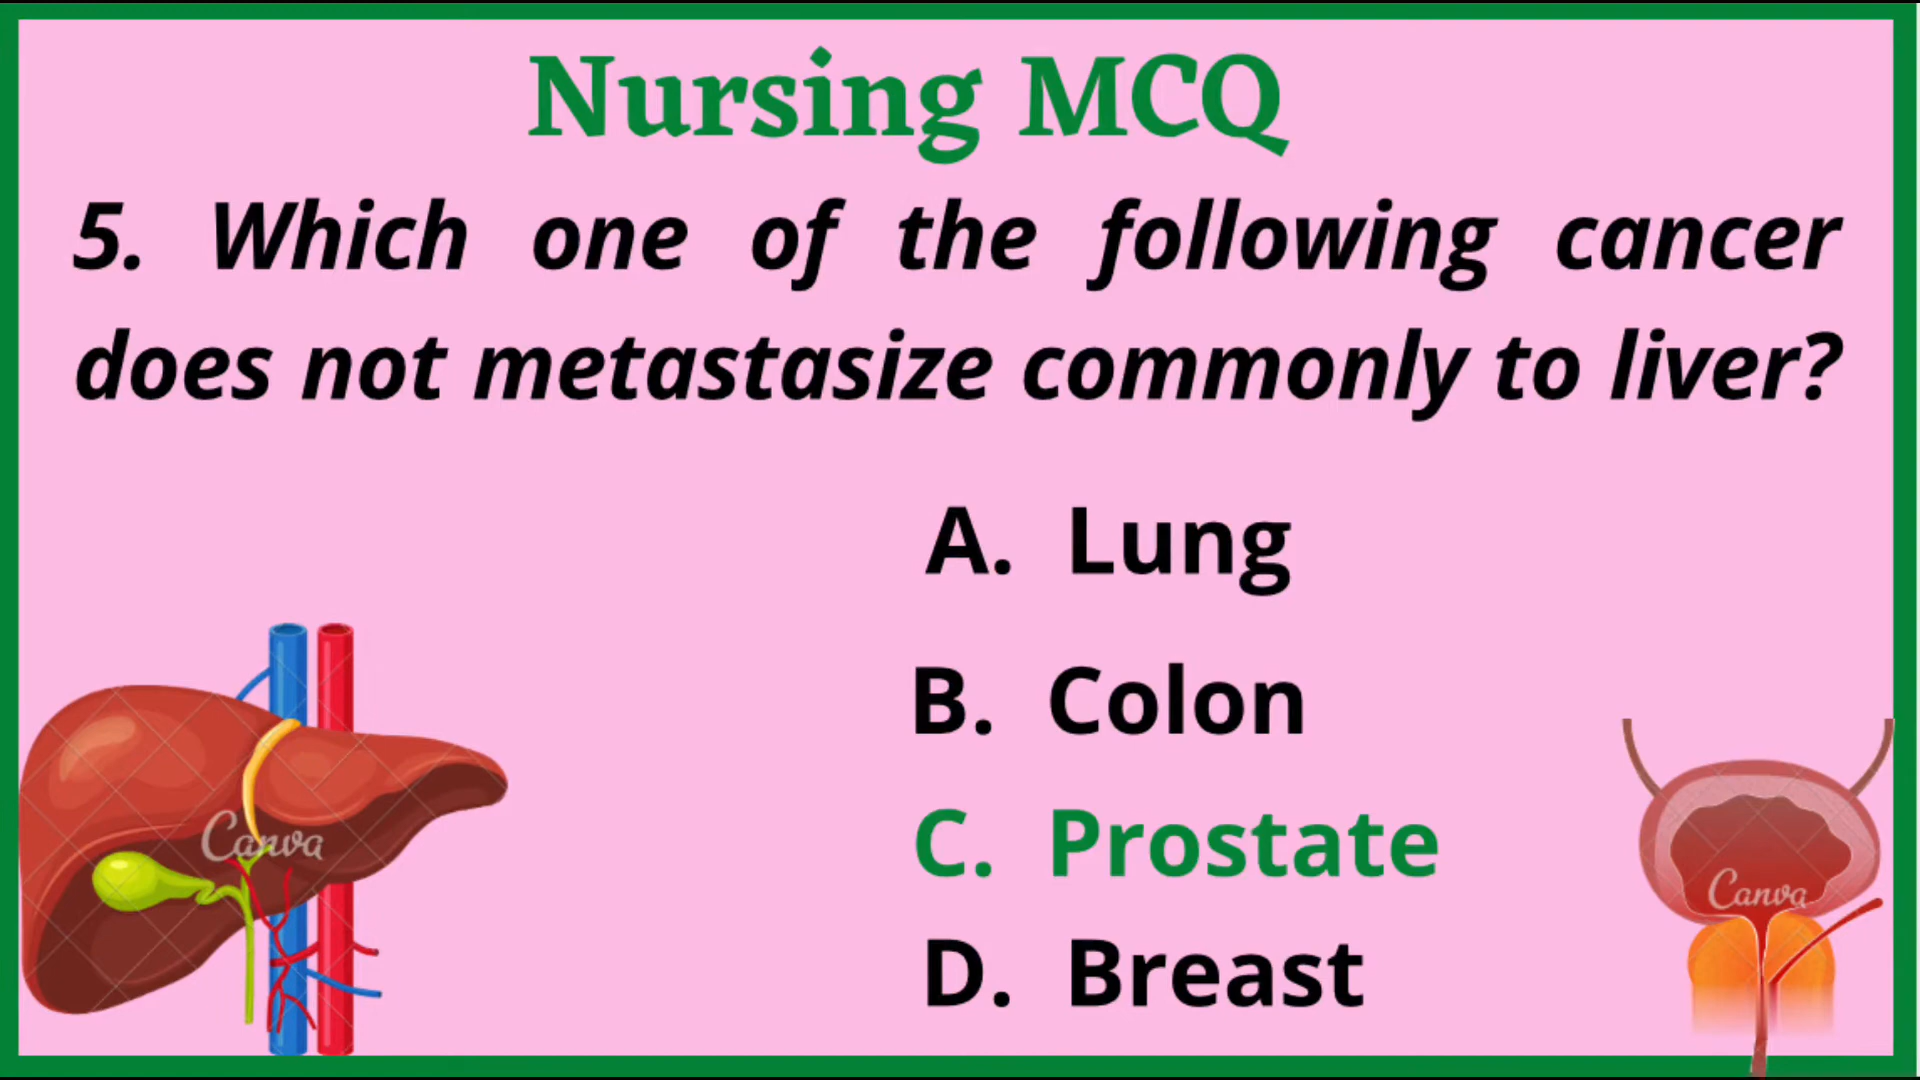 Nursing MCQ
5. Which one of the following cancer
does not metastasize commonly to liver?
A. Lung
B. Colon
C. Prostate
D. Breast
Canva
Canva